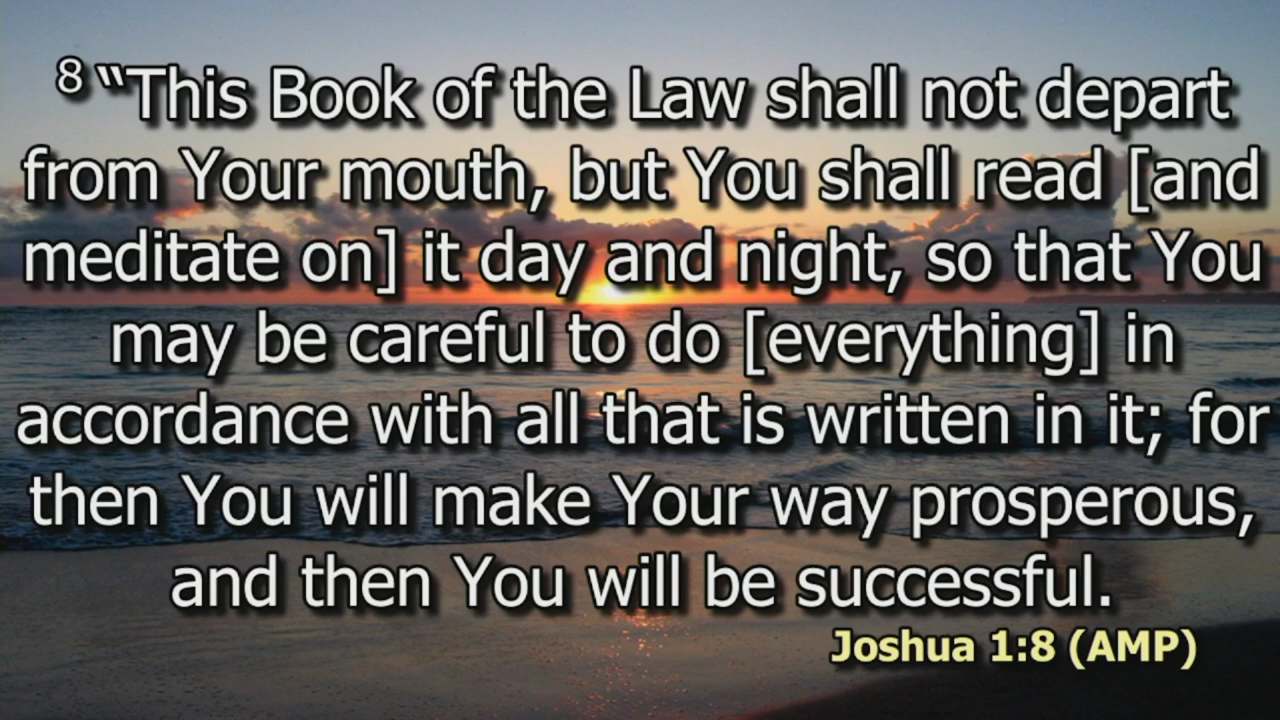 8 “This Book of the Law shall not depart
from Your mouth, but You shall read [and
meditate on] it day and night, so that You
may be careful to do [everything] in
accordance with all that is written in it; for
then You will make Your way prosperous,
and then You will be successful.
Joshua 1:8 (AMP)